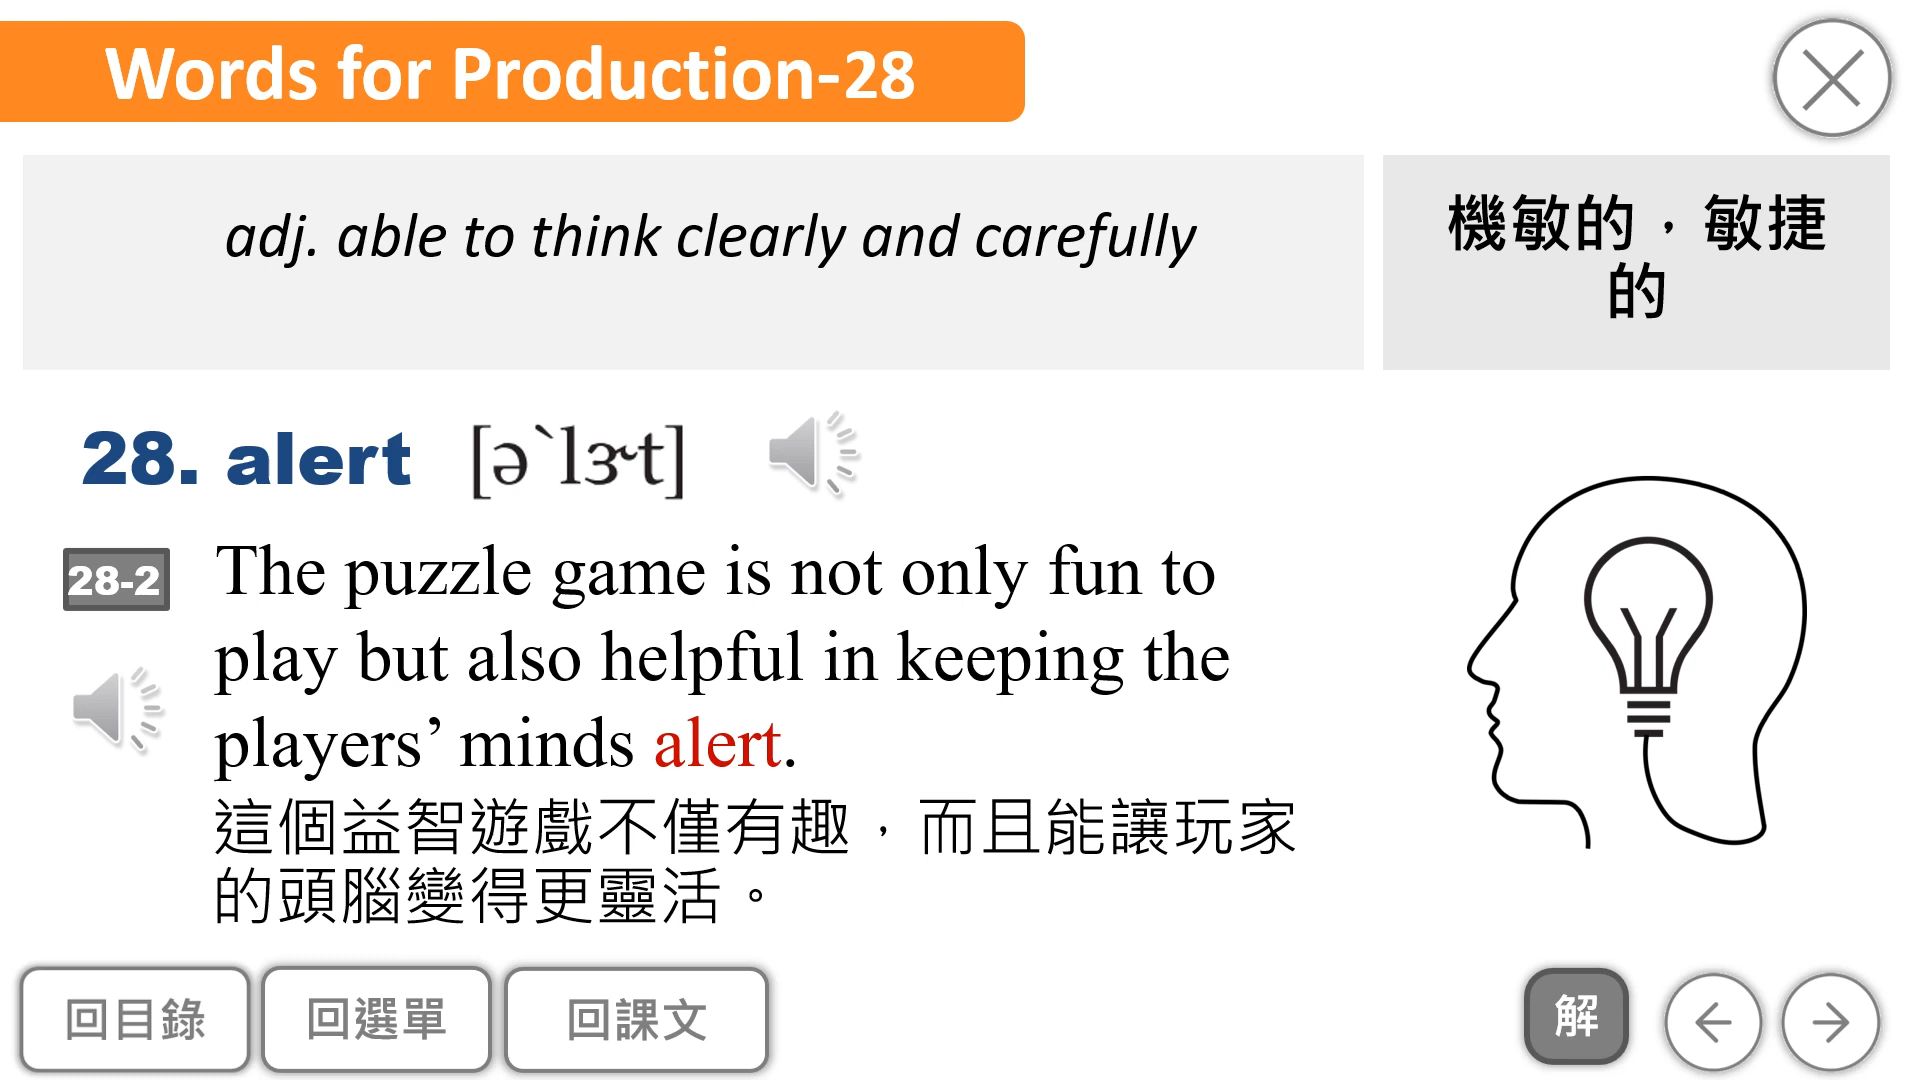 Words for Production-28
adj. able to think clearly and carefully
機敏的，敏捷
的
28. alert [ə`lɝt]
28-2
The puzzle game is not only fun to
play but also helpful in keeping the
players’ minds alert.
這個益智遊戲不僅有趣，而且能讓玩家
的頭腦變得更靈活。
回目錄
回選單
回課文
解